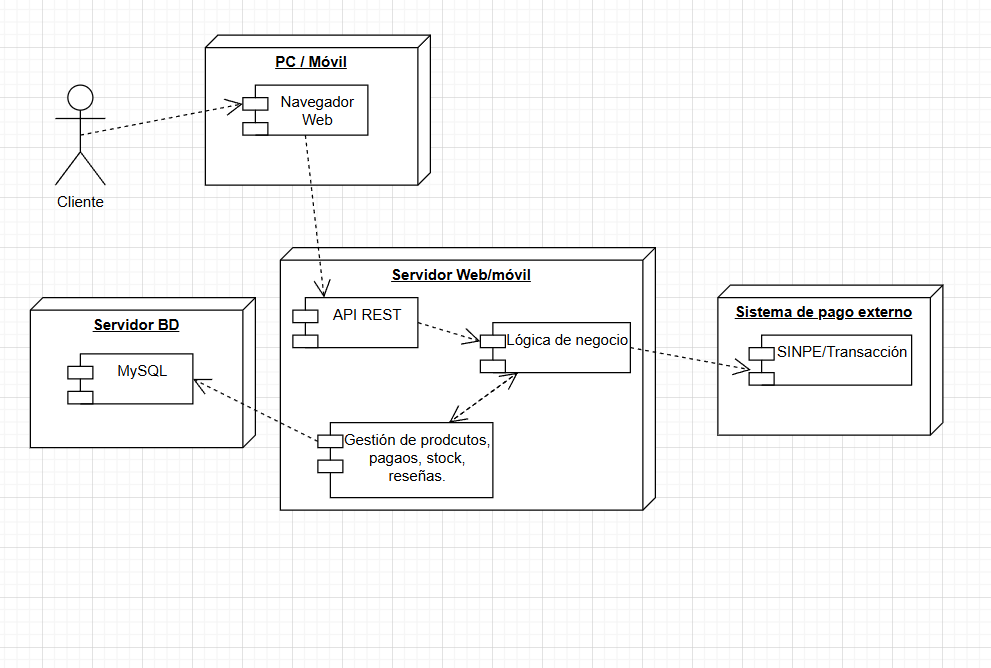 PC / Móvil
Navegador
Web
Cliente
Servidor Web/móvil
API REST
Lógica de negocio
Gestión de prodcutos,
pagaos, stock,
reseñas.
Servidor BD
MySQL
Sistema de pago externo
SINPE/Transacción